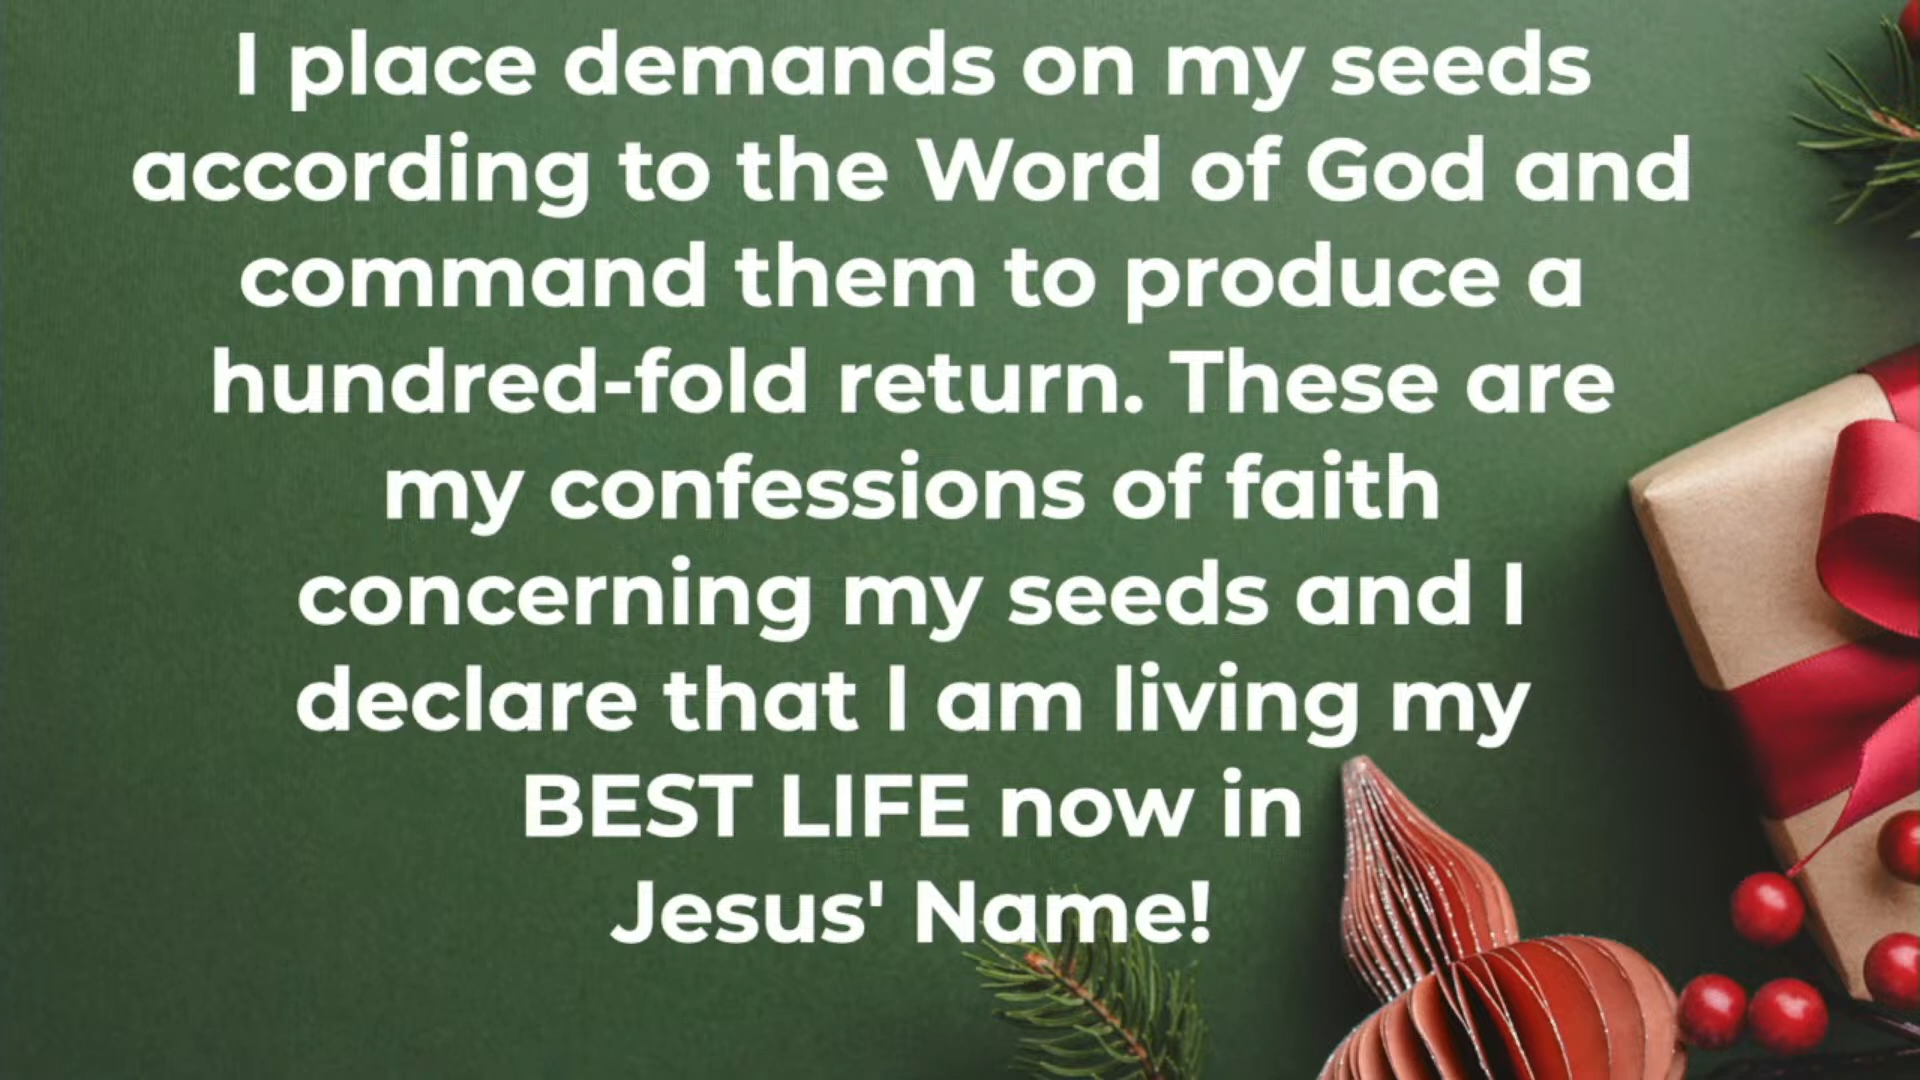 I place demands on my seeds
according to the Word of God and
command them to produce a
hundred-fold return. These are
my confessions of faith
concerning my seeds and I
declare that I am living my
BEST LIFE now in
Jesus' Name!